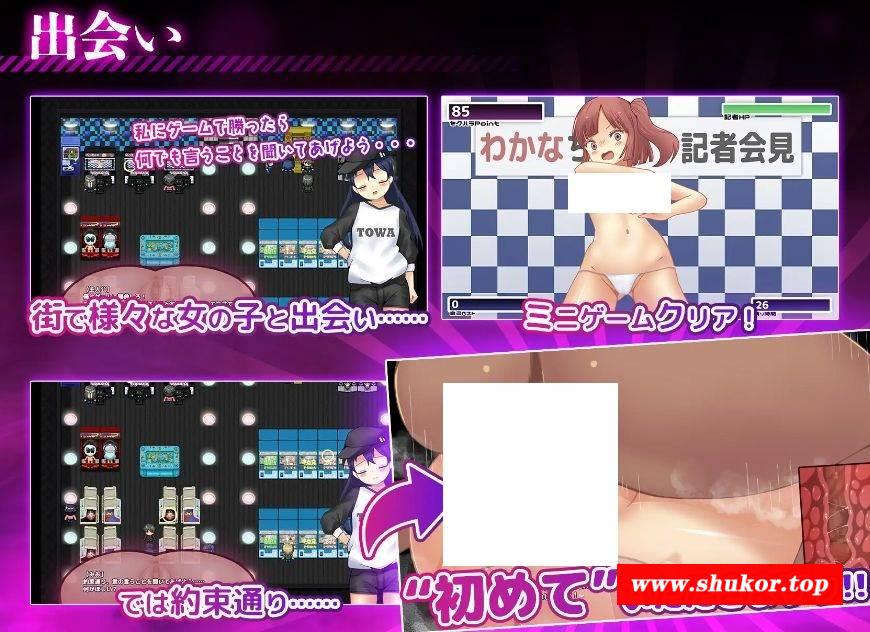 出会い
私にゲームで勝ったら
何でも言うことを聞いてあげよう・・・
TOWA
街で様々な女の子と出会い……
85
セクハラPoint
記者HP
わかなち
記者会見
0
26
ミニゲームクリア！
では約束通り……
“初めて”
www.shukor.top
!!